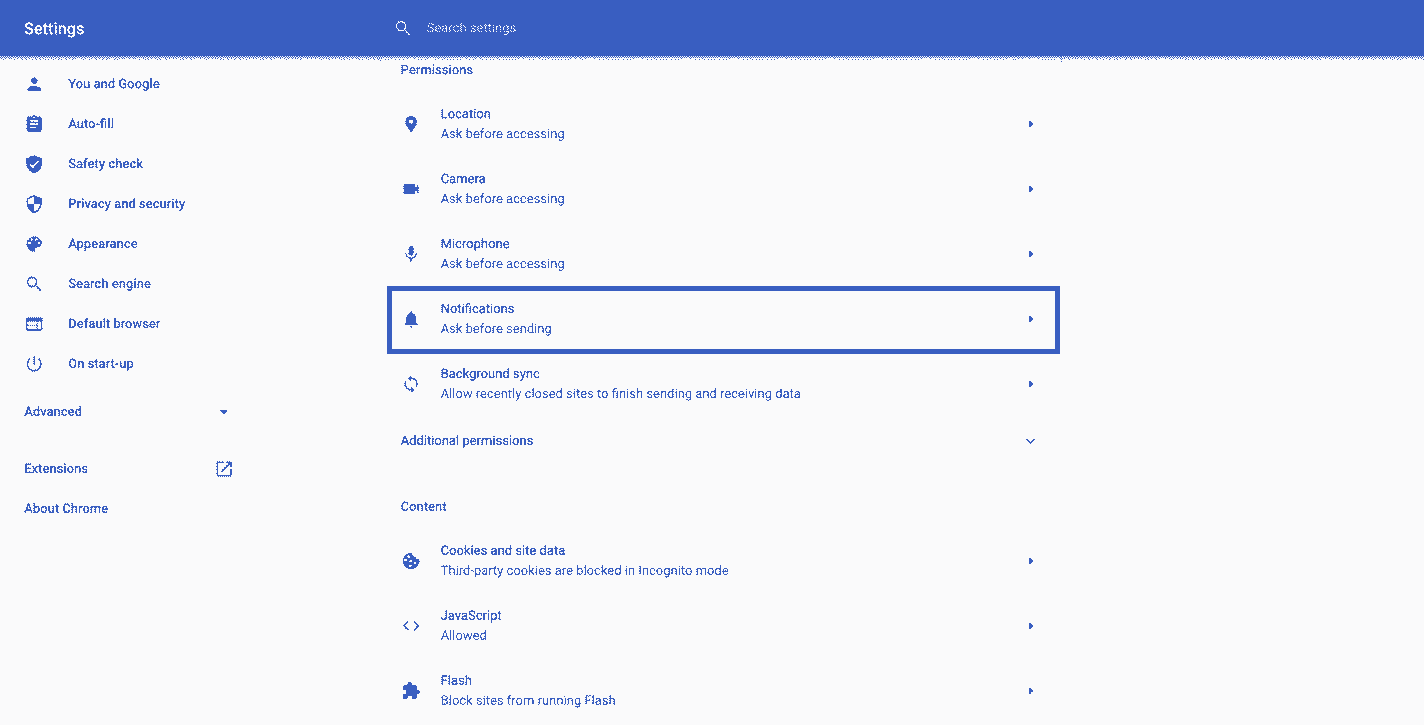 Settings
Search settings
You and Google
Auto-fill
Safety check
Privacy and security
Appearance
Search engine
Default browser
On start-up
Advanced
Extensions
About Chrome
Permissions
Location
Ask before accessing
Camera
Ask before accessing
Microphone
Ask before accessing
Notifications
Ask before sending
Background sync
Allow recently closed sites to finish sending and receiving data
Additional permissions
Content
Cookies and site data
Third-party cookies are blocked in Incognito mode
JavaScript
Allowed
Flash
Block sites from running Flash